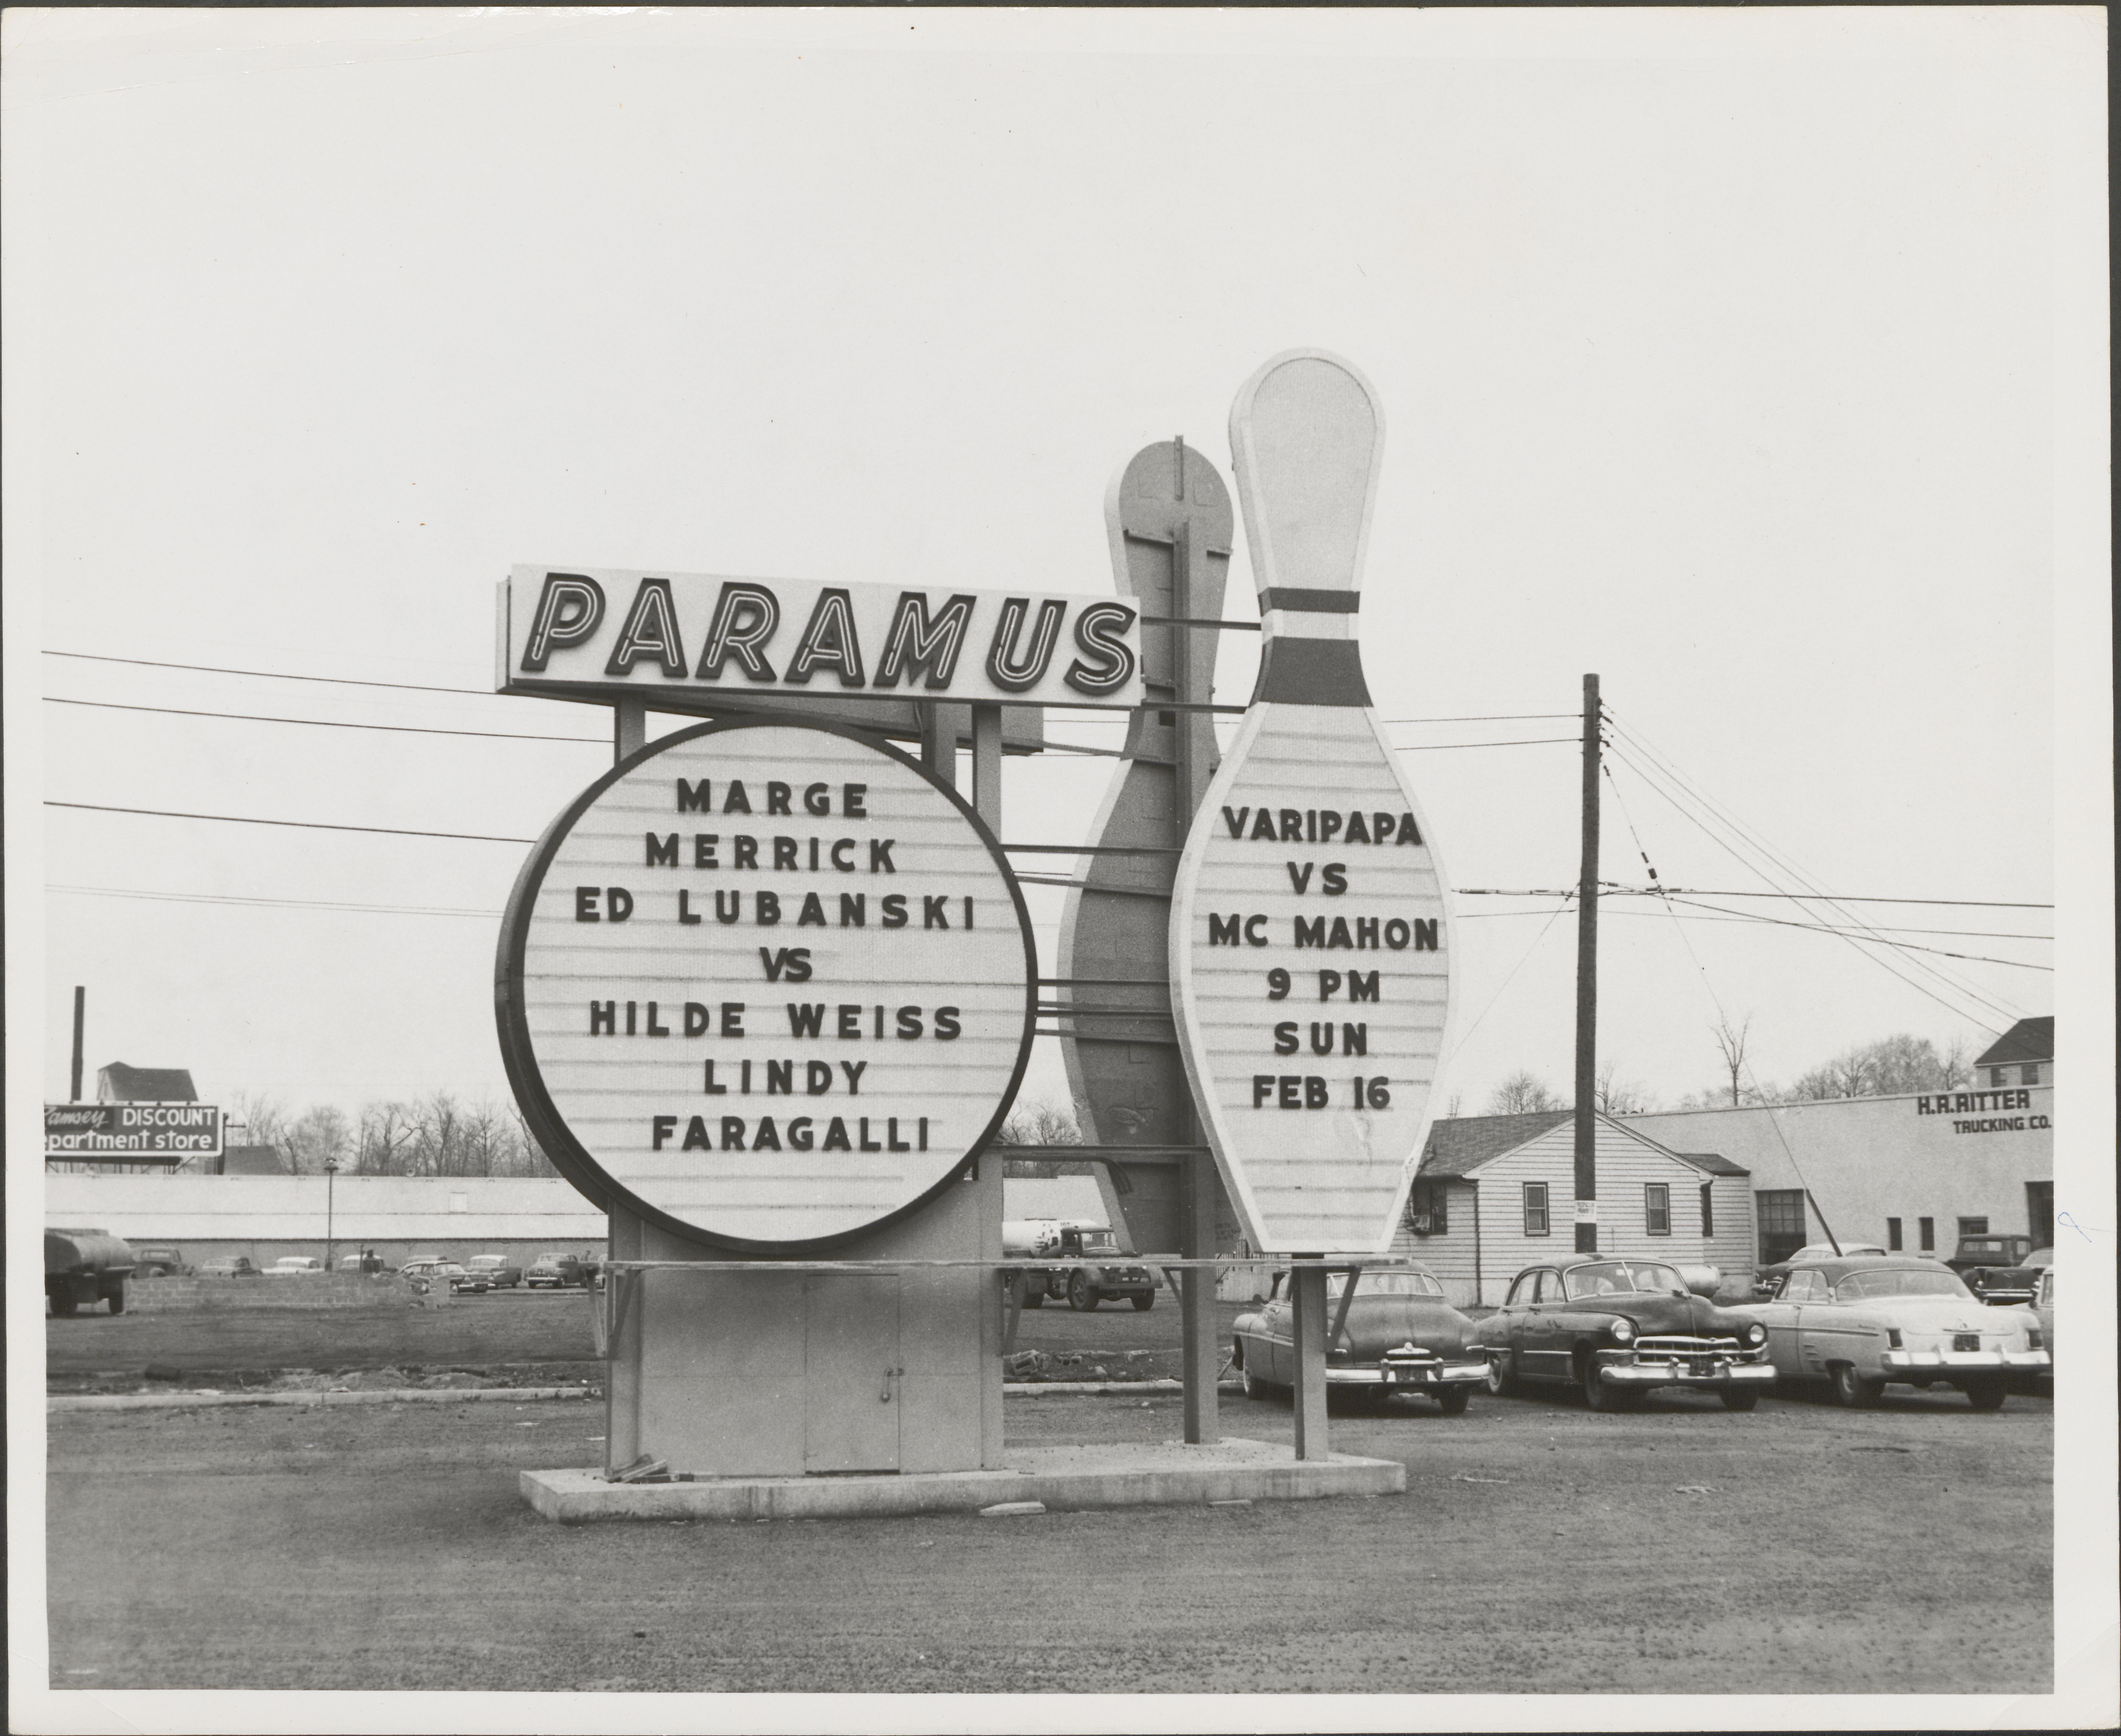 PARAMUS
MARGE
MERRICK
ED LUBANSKI
VS
HILDE WEISS
LINDY
FARAGALLI
VARIPAPA
VS
MC MAHON
9 PM
SUN
FEB 16
amsey DISCOUNT
partment store
H.R. RITTER
TRUCKING CO.